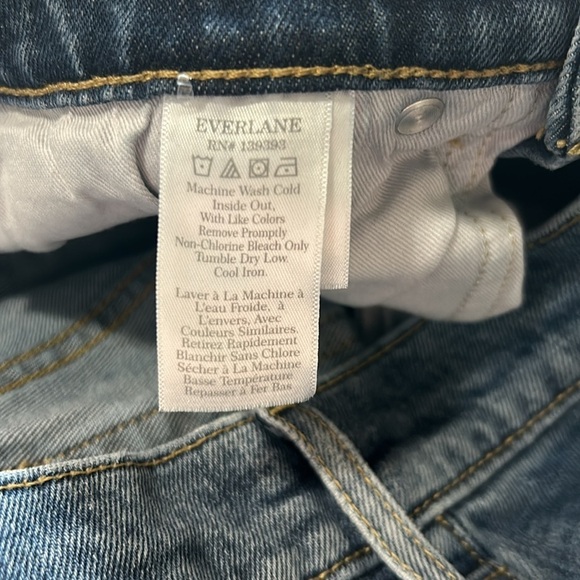 EVERLANE
RN# 139393
Machine Wash Cold
Inside Out,
With Like Colors
Remove Promptly
Non-Chlorine Bleach Only
Tumble Dry Low.
Cool Iron.
Laver à La Machine à
L'eau Froide, à
L'envers, Avec
Couleurs Similaires.
Retirez Rapidement
Blanchir Sans Chlore
Sécher à La Machine
Basse Température
Repasser à Fer Bas